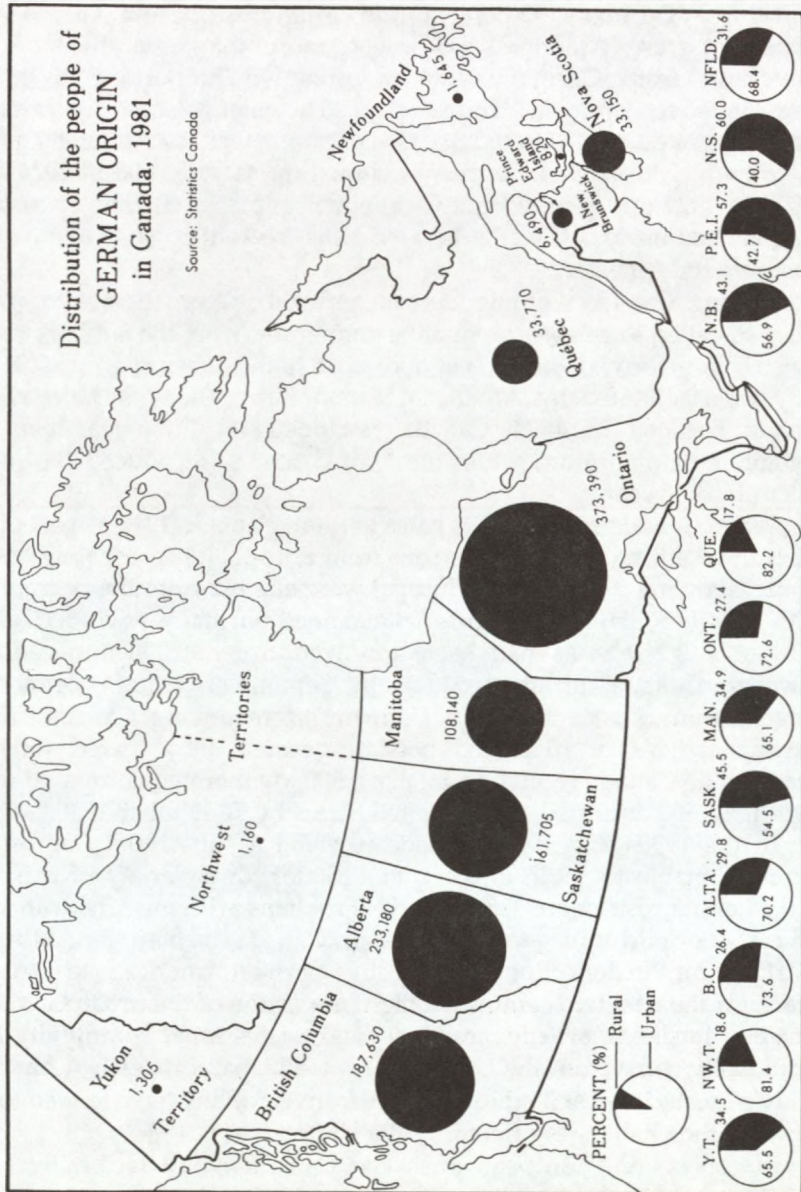 Distribution of the people of
GERMAN ORIGIN
in Canada, 1981
Source: Statistics Canada
Yukon
1,305
Territory
Northwest
1,160
Territories
British Columbia
187,630
Alberta
233,180
161,705
Saskatchewan
Manitoba
108,140
373,390
Ontario
33,770
Quebec
Newfoundland
1,145
6,490
New
Brunswick
Prince
Edward
Island
820
Nova Scotia
33,150
PERCENT (%)
Rural
Urban
Y.T. 34.5
65.5
NW.T. 18.6
81.4
B.C. 26.4
73.6
ALTA. 29.8
70.2
SASK. 45.5
54.5
MAN. 34.9
65.1
ONT. 27.4
72.6
QUE. 17.8
82.2
N.B. 43.1
56.9
P.E.I. 57.3
42.7
N.S. 60.0
40.0
NFLD. 31.6
68.4